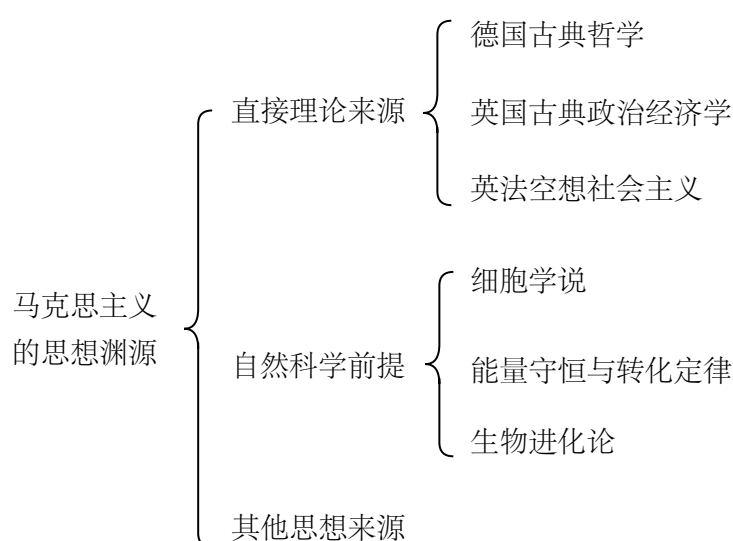 德国古典哲学
直接理论来源
英国古典政治经济学
英法空想社会主义
马克思主义
的思想渊源
细胞学说
自然科学前提
能量守恒与转化定律
生物进化论
其他思想来源